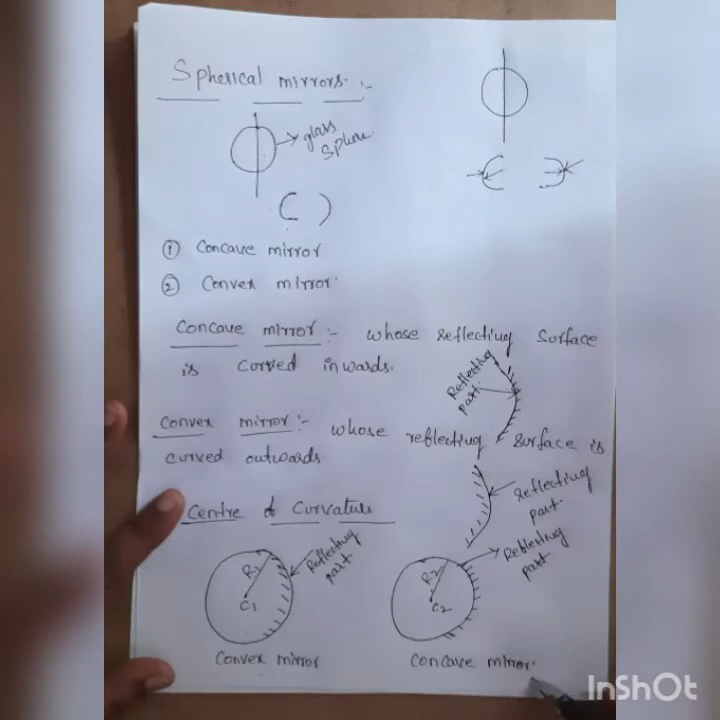 Spherical mirrors :-
glass
sphere
( )
① Concave mirror
② Convex mirror.
Concave mirror :- whose reflecting surface
is curved inwards.
Reflecting
part.
Convex mirror :- whose reflecting surface is
curved outwards.
Reflecting
part.
Centre of Curvature
Reflecting
part
R1
C1
Reflecting
part
R2
C2
Convex mirror
Concave mirror.
InShOt